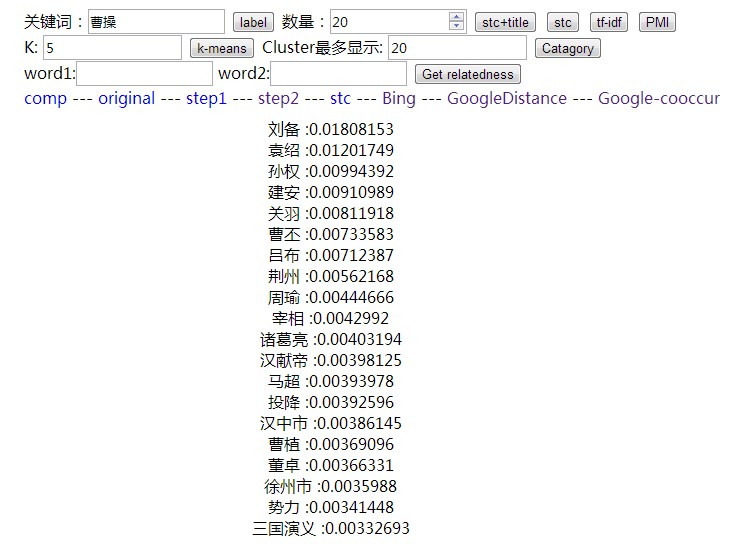 关键词：曹操 label 数量：20 stc+title stc tf-idf PMI
K: 5 k-means Cluster最多显示: 20 Catagory
word1: word2: Get relatedness
comp --- original --- step1 --- step2 --- stc --- Bing --- GoogleDistance --- Google-cooccur
刘备 :0.01808153
袁绍 :0.01201749
孙权 :0.00994392
建安 :0.00910989
关羽 :0.00811918
曹丕 :0.00733583
吕布 :0.00712387
荆州 :0.00562168
周瑜 :0.00444666
宰相 :0.0042992
诸葛亮 :0.00403194
汉献帝 :0.00398125
马超 :0.00393978
投降 :0.00392596
汉中市 :0.00386145
曹植 :0.00369096
董卓 :0.00366331
徐州市 :0.0035988
势力 :0.00341448
三国演义 :0.00332693